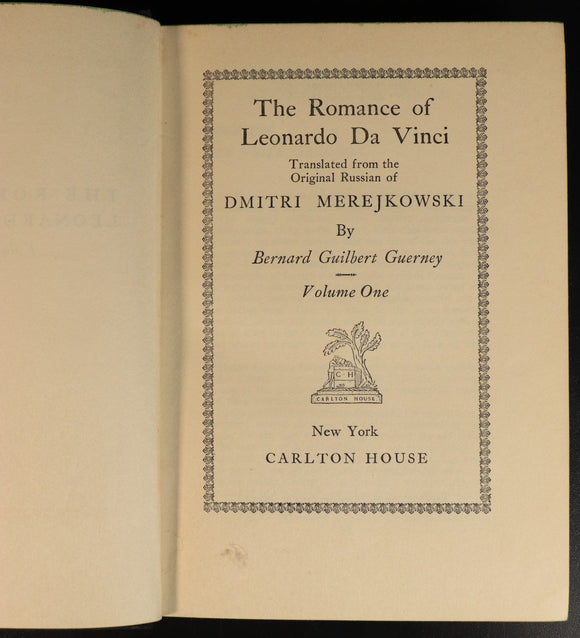 The Romance of
Leonardo Da Vinci
Translated from the
Original Russian of
DMITRI MEREJKOWSKI
By
Bernard Guilbert Guerney
Volume One
C · H
CARLTON HOUSE
New York
CARLTON HOUSE